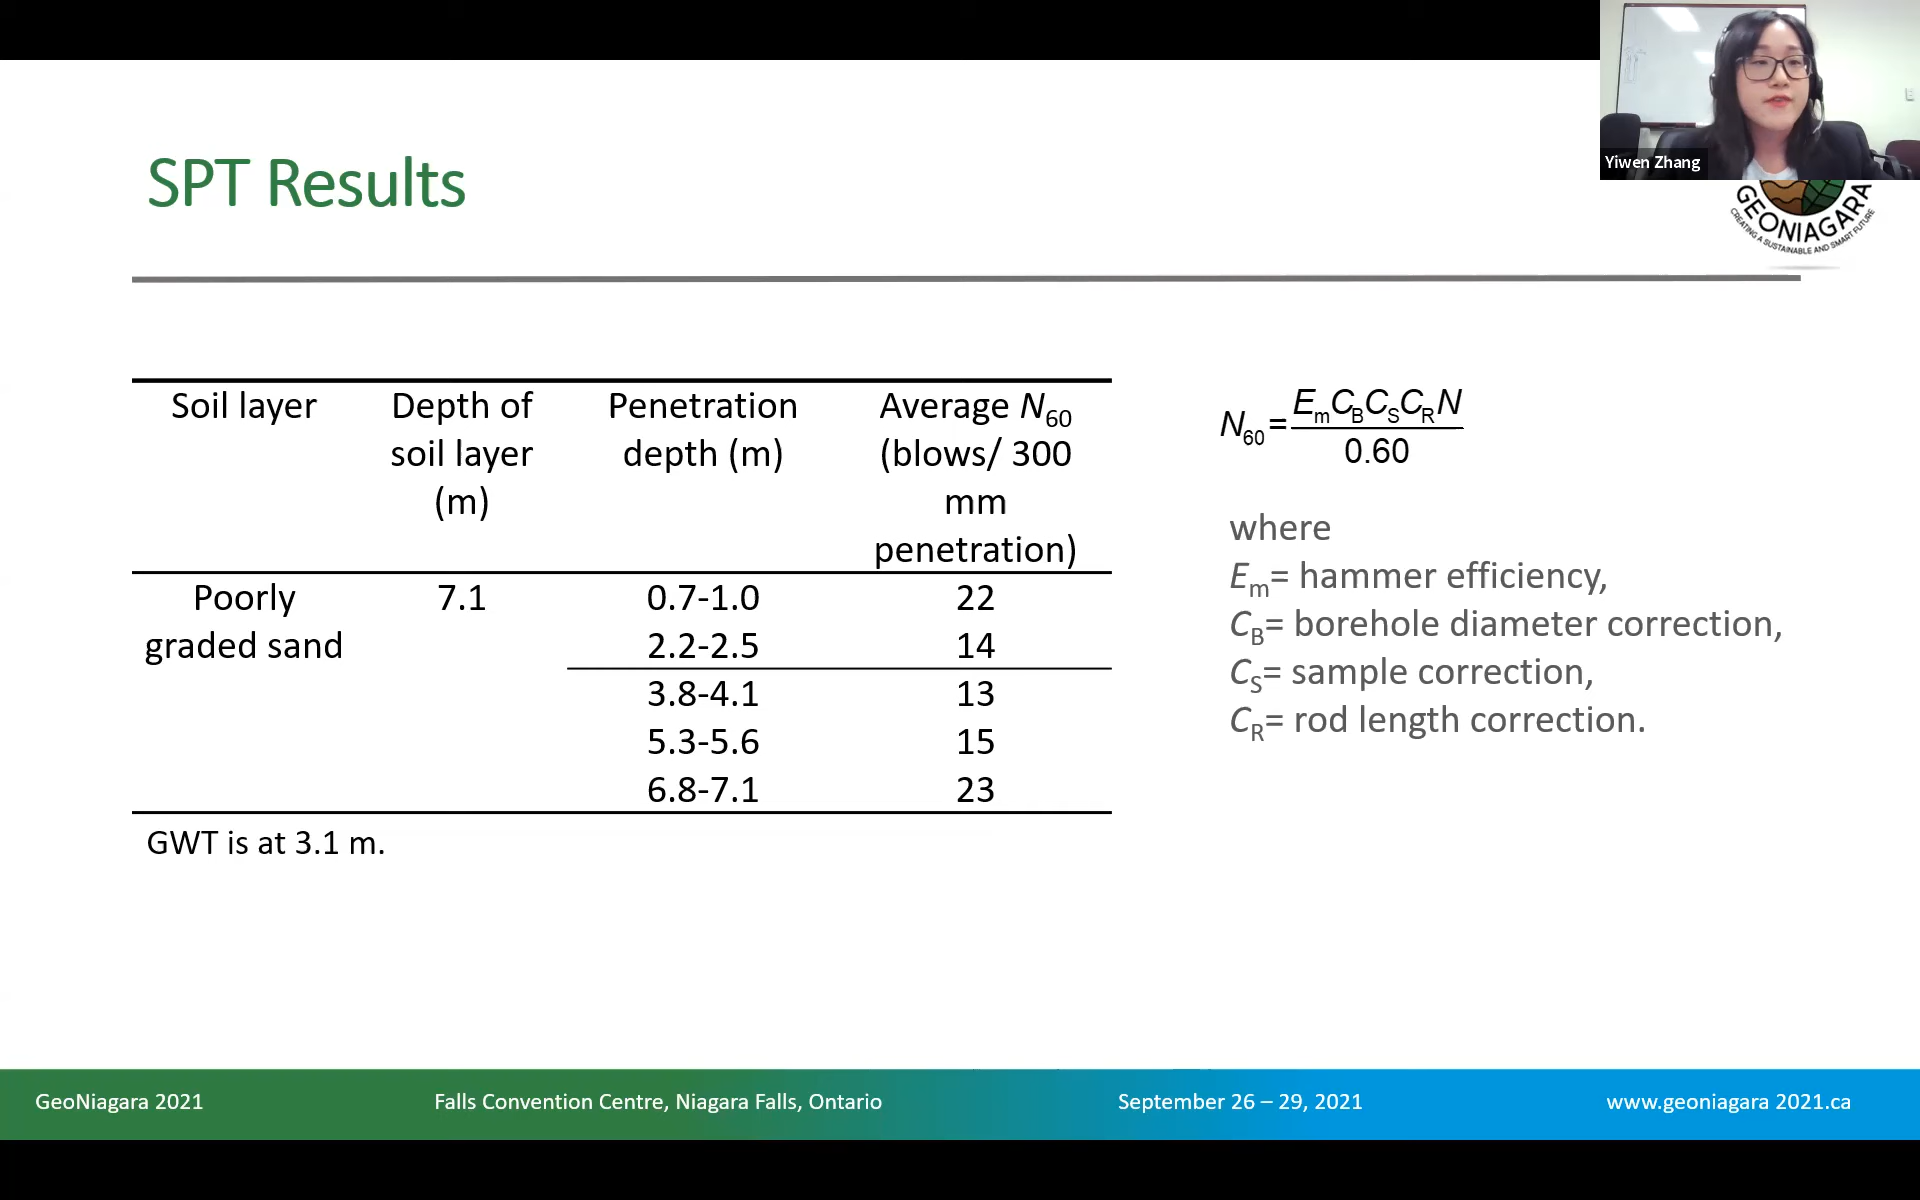 Yiwen Zhang
SPT Results
GEONIAGARA
CREATING A SUSTAINABLE AND SMART FUTURE
Soil layer Depth of soil layer (m) Penetration depth (m) Average N60 (blows/ 300 mm penetration)
Poorly graded sand 7.1 0.7-1.0 22
2.2-2.5 14
3.8-4.1 13
5.3-5.6 15
6.8-7.1 23
GWT is at 3.1 m.
N60 = EmCBCSCRN / 0.60
where
Em= hammer efficiency,
CB= borehole diameter correction,
CS= sample correction,
CR= rod length correction.
GeoNiagara 2021 Falls Convention Centre, Niagara Falls, Ontario September 26 – 29, 2021 www.geoniagara 2021.ca